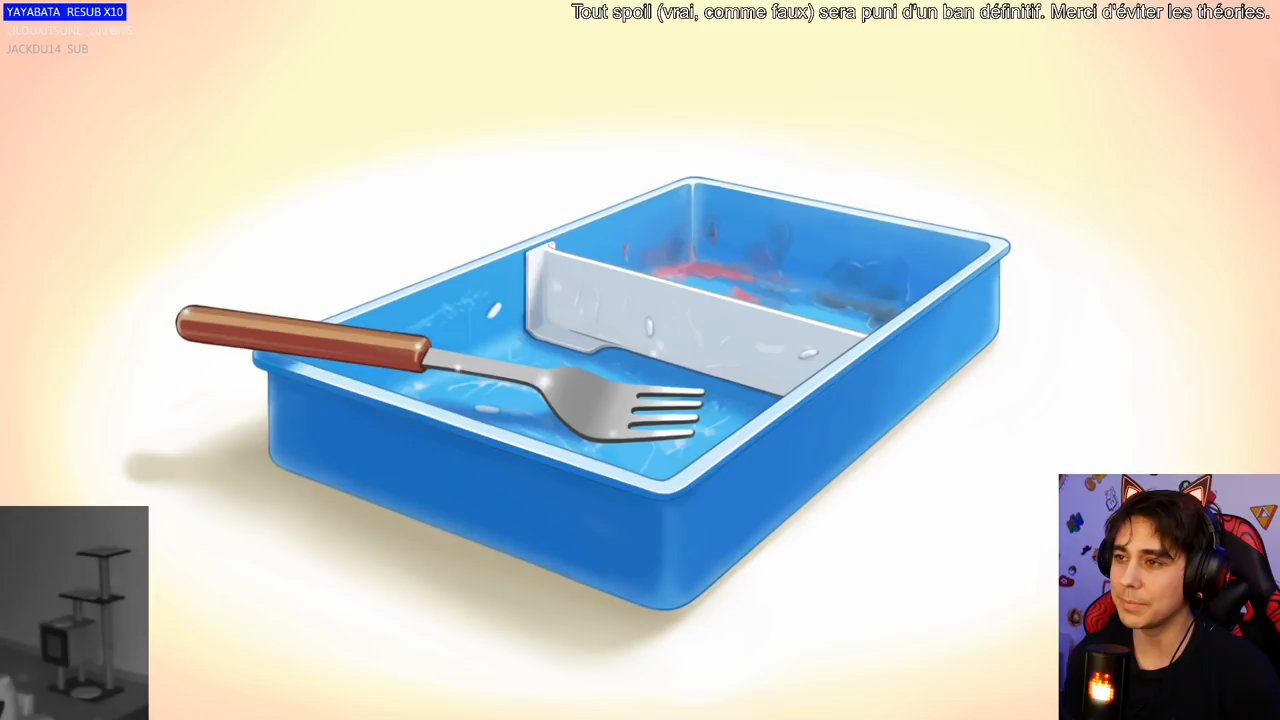 YAYABATA RESUB X10
Tout spoil (vrai, comme faux) sera puni d'un ban définitif. Merci d'éviter les théories.
JACKDU14 SUB